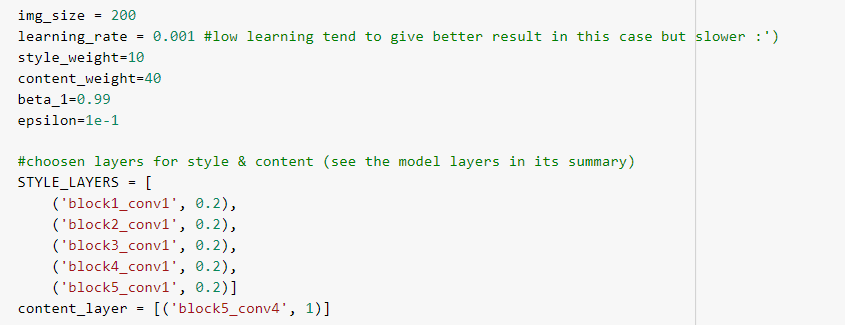 img_size = 200
learning_rate = 0.001 #low learning tend to give better result in this case but slower :')
style_weight=10
content_weight=40
beta_1=0.99
epsilon=1e-1

#choosen layers for style & content (see the model layers in its summary)
STYLE_LAYERS = [
    ('block1_conv1', 0.2),
    ('block2_conv1', 0.2),
    ('block3_conv1', 0.2),
    ('block4_conv1', 0.2),
    ('block5_conv1', 0.2)]
content_layer = [('block5_conv4', 1)]